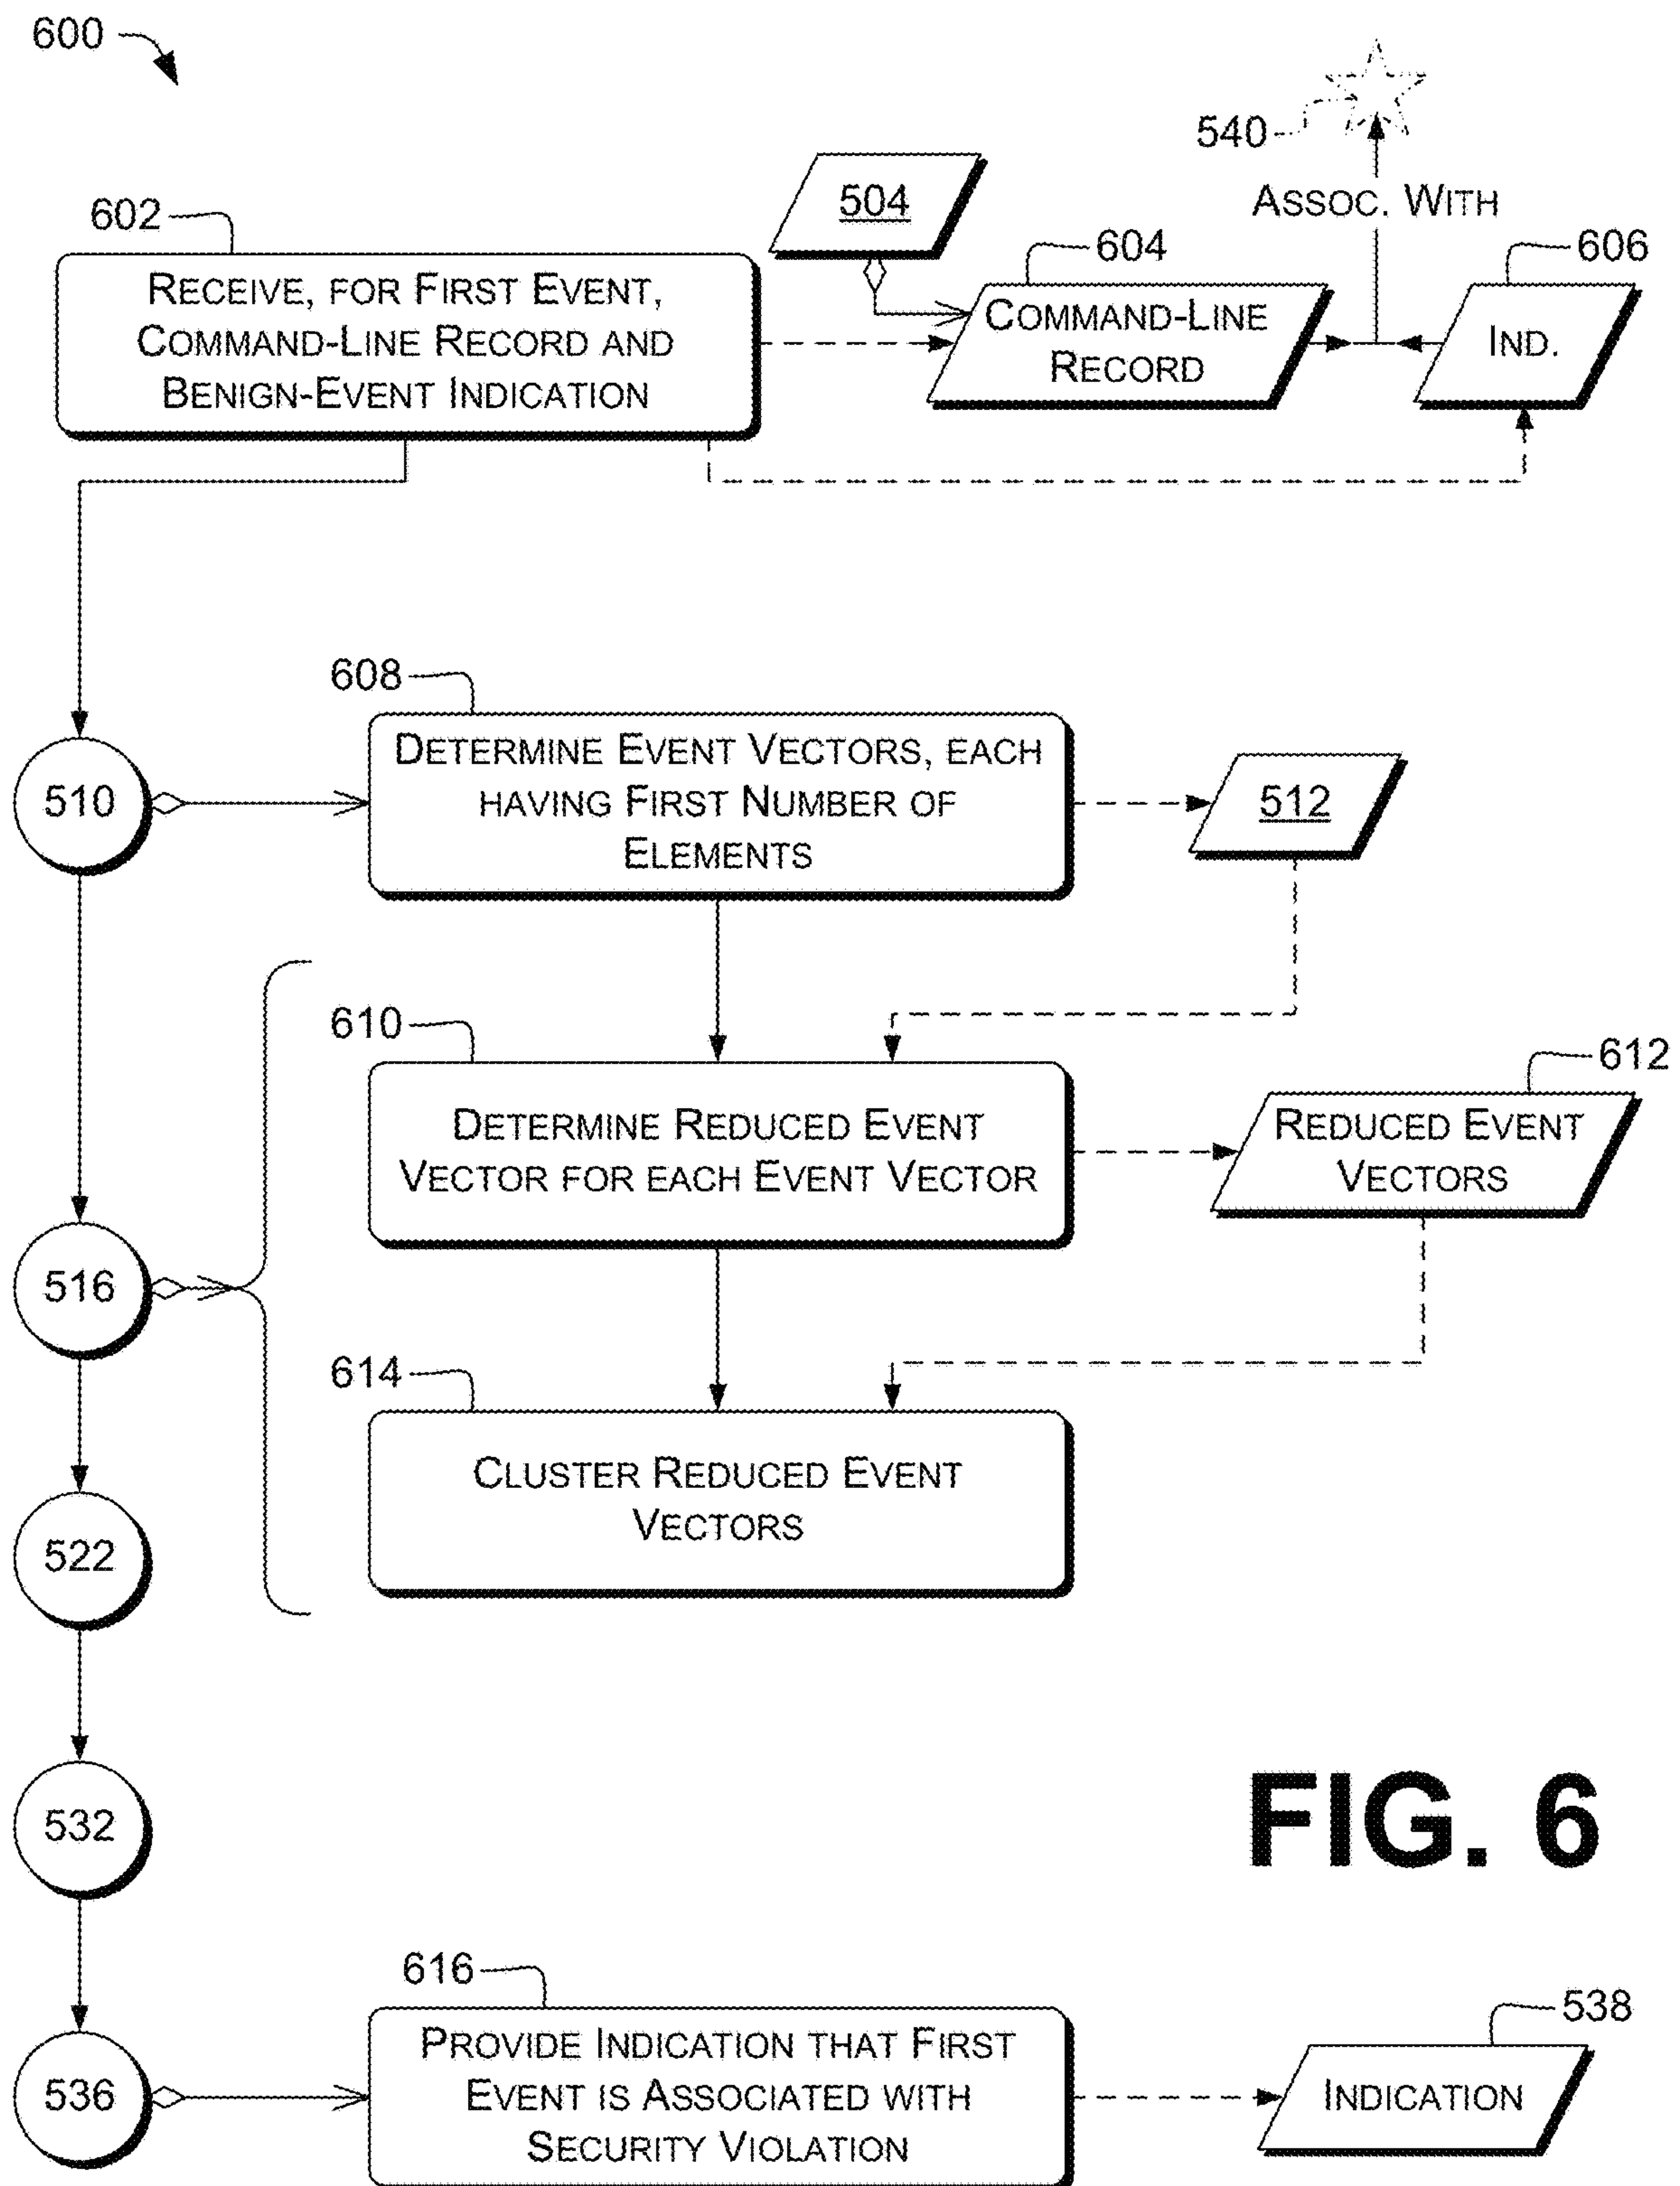 600
540
504
ASSOC. WITH
602
604
606
RECEIVE, FOR FIRST EVENT,
COMMAND-LINE RECORD AND
BENIGN-EVENT INDICATION
COMMAND-LINE
RECORD
IND.
608
510
DETERMINE EVENT VECTORS, EACH
HAVING FIRST NUMBER OF
ELEMENTS
512
610
612
DETERMINE REDUCED EVENT
VECTOR FOR EACH EVENT VECTOR
REDUCED EVENT
VECTORS
516
614
CLUSTER REDUCED EVENT
VECTORS
522
532
FIG. 6
616
538
536
PROVIDE INDICATION THAT FIRST
EVENT IS ASSOCIATED WITH
SECURITY VIOLATION
INDICATION